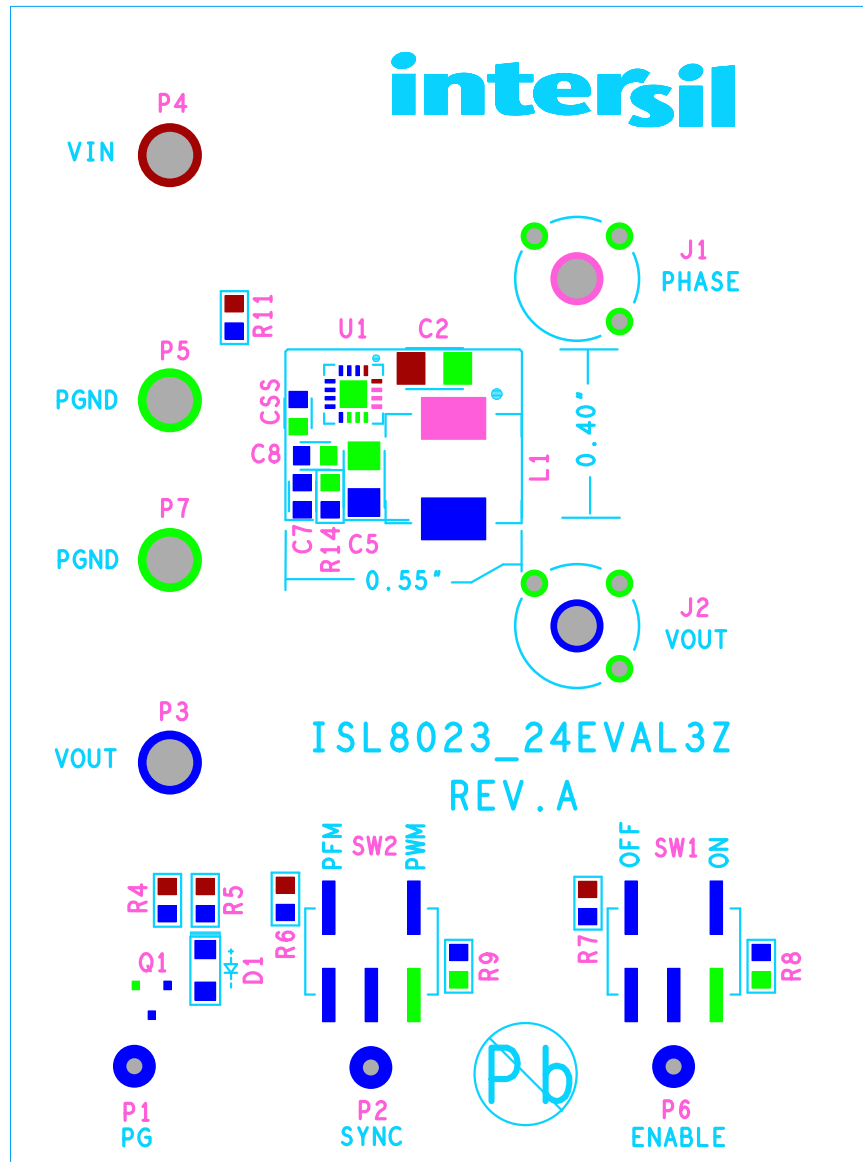 intersil
P4
VIN
J1
PHASE
R11
U1
C2
P5
PGND
CSS
0.40"
C8
L1
P7
PGND
C7
R14
C5
0.55"
J2
VOUT
P3
VOUT
ISL8023_24EVAL3Z
REV.A
PFM
SW2
PWM
OFF
SW1
ON
R4
R5
R6
R7
R9
R8
Q1
D1
+
-
Pb
P1
PG
P2
SYNC
P6
ENABLE